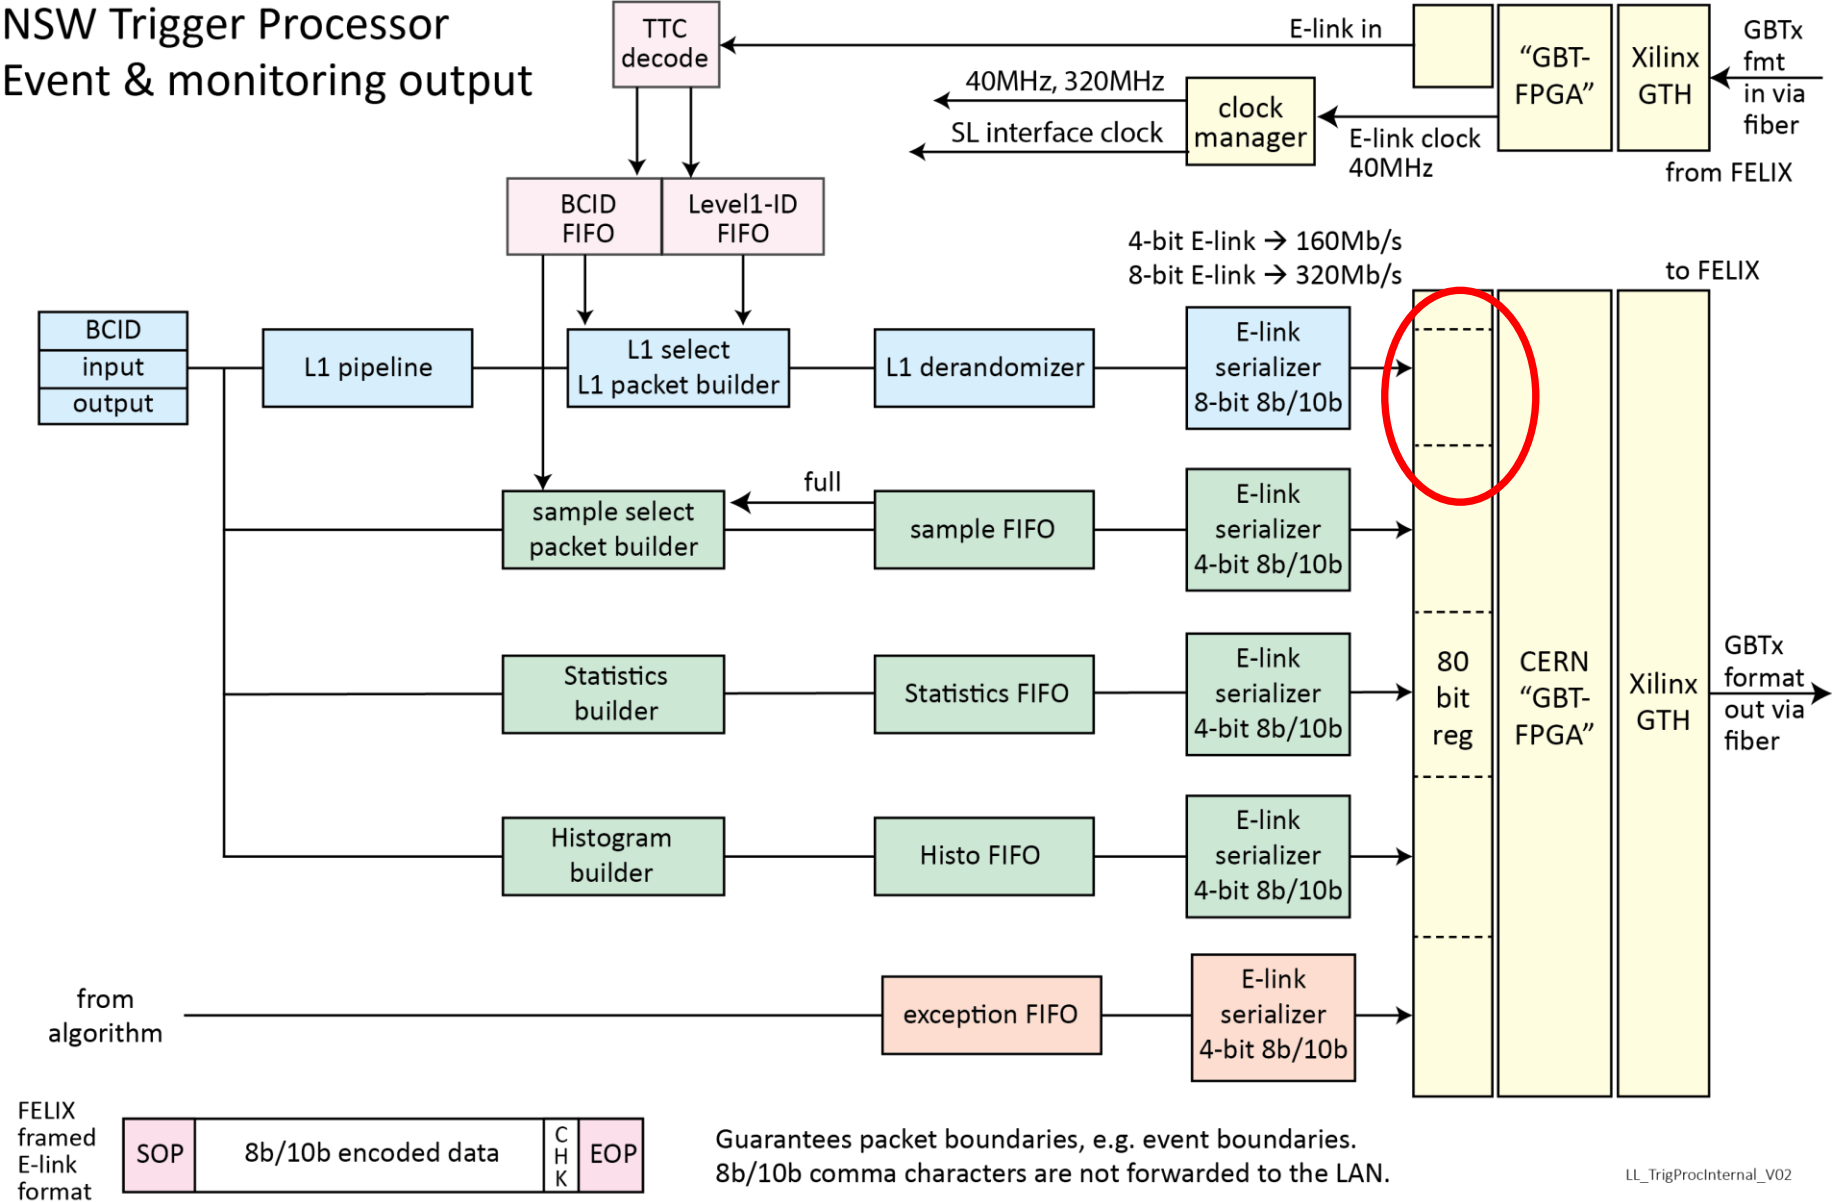 NSW Trigger Processor
Event & monitoring output
TTC
decode
E-link in
“GBT-
FPGA”
Xilinx
GTH
GBTx
fmt
in via
fiber
from FELIX
40MHz, 320MHz
SL interface clock
clock
manager
E-link clock
40MHz
BCID
FIFO
Level1-ID
FIFO
4-bit E-link → 160Mb/s
8-bit E-link → 320Mb/s
to FELIX
BCID
input
output
L1 pipeline
L1 select
L1 packet builder
L1 derandomizer
E-link
serializer
8-bit 8b/10b
sample select
packet builder
full
sample FIFO
E-link
serializer
4-bit 8b/10b
Statistics
builder
Statistics FIFO
E-link
serializer
4-bit 8b/10b
80
bit
reg
CERN
“GBT-
FPGA”
Xilinx
GTH
GBTx
format
out via
fiber
Histogram
builder
Histo FIFO
E-link
serializer
4-bit 8b/10b
from
algorithm
exception FIFO
E-link
serializer
4-bit 8b/10b
FELIX
framed
E-link
format
SOP
8b/10b encoded data
C
H
K
EOP
Guarantees packet boundaries, e.g. event boundaries.
8b/10b comma characters are not forwarded to the LAN.
LL_TrigProcInternal_V02